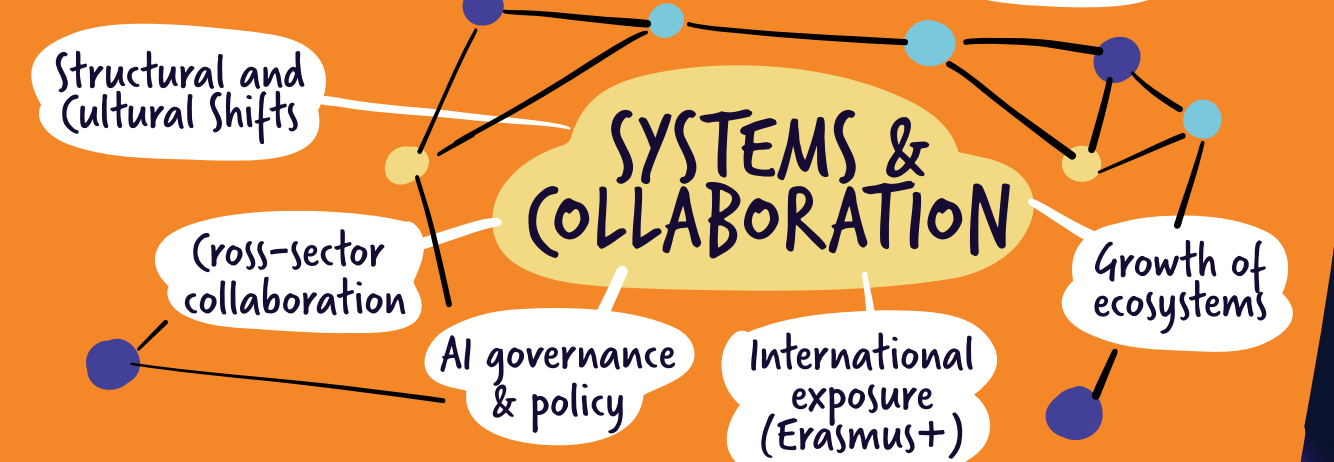 Structural and
Cultural Shifts
SYSTEMS &
COLLABORATION
Cross-sector
collaboration
Growth of
ecosystems
AI governance
& policy
International
exposure
(Erasmus+)